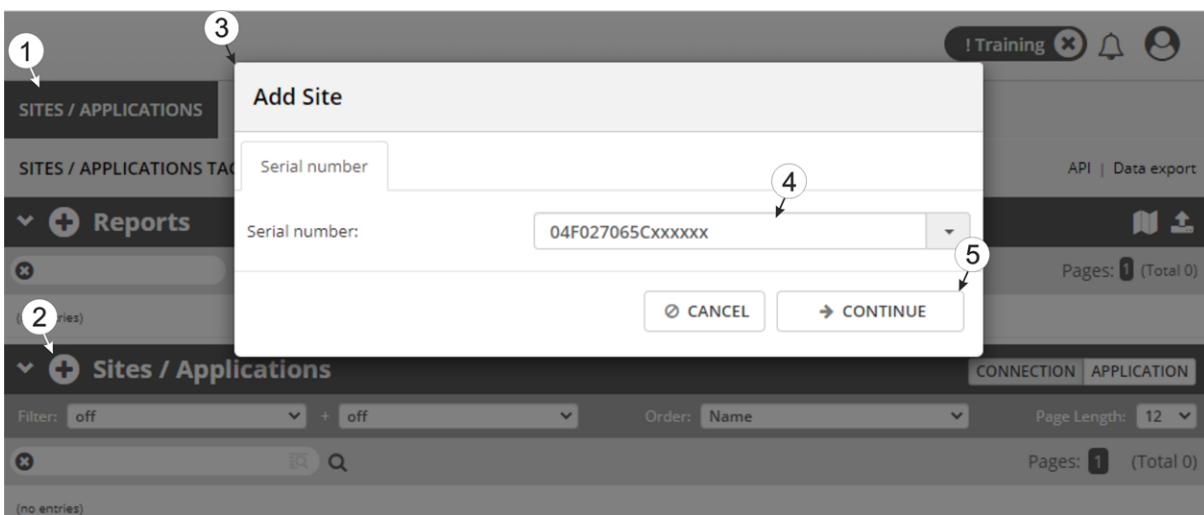 3
1
! Training
Add Site
SITES / APPLICATIONS
SITES / APPLICATIONS
Serial number
4
API | Data export
Reports
Serial number:
04F027065Cxxxxxx
5
Pages: 1 (Total 0)
CANCEL
CONTINUE
2
Sites / Applications
CONNECTION
APPLICATION
Filter: off + off Order: Name Page Length: 12
Pages: 1 (Total 0)
(no entries)